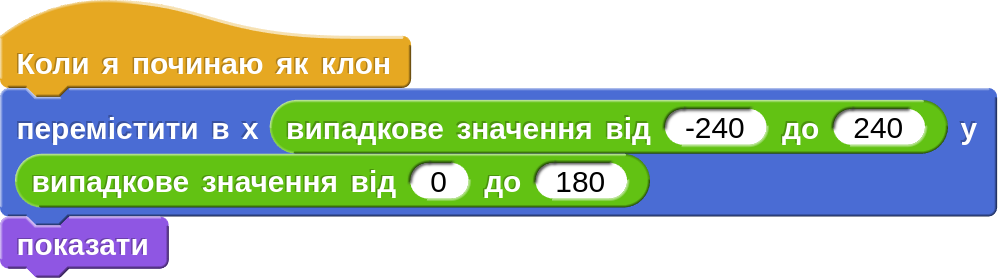 Коли я починаю як клон
перемістити в x випадкове значення від -240 до 240 y
випадкове значення від 0 до 180
показати